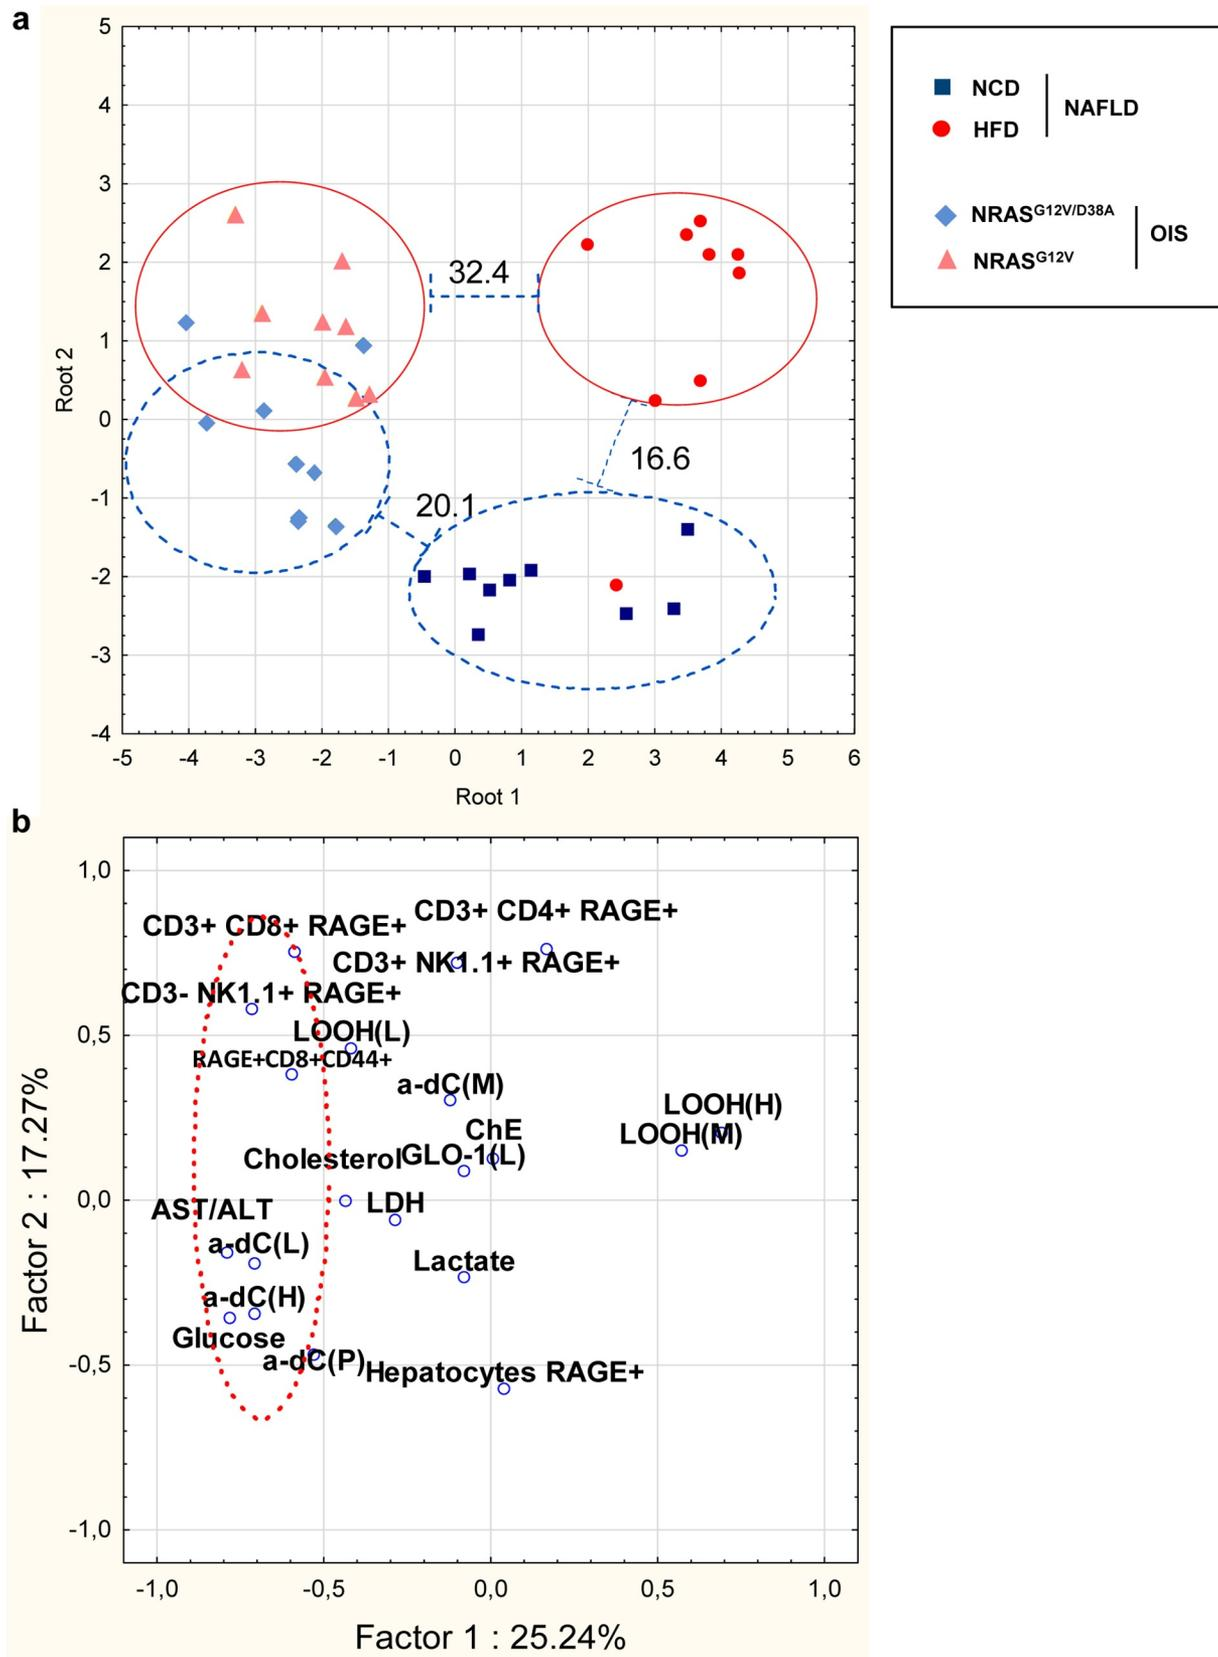 a
5
4
3
2
1
0
-1
-2
-3
-4
Root 2
-5 -4 -3 -2 -1 0 1 2 3 4 5 6
Root 1
32.4
16.6
20.1
NCD
HFD
NAFLD
NRASG12V/D38A
NRASG12V
OIS
b
1,0
0,5
0,0
-0,5
-1,0
Factor 2 : 17.27%
CD3+ CD4+ RAGE+
CD3+ CD8+ RAGE+
CD3+ NK1.1+ RAGE+
CD3- NK1.1+ RAGE+
LOOH(L)
RAGE+CD8+CD44+
a-dC(M)
LOOH(H)
ChE
LOOH(M)
Cholesterol
GLO-1(L)
AST/ALT
LDH
a-dC(L)
Lactate
a-dC(H)
Glucose
a-dC(P)
Hepatocytes RAGE+
-1,0 -0,5 0,0 0,5 1,0
Factor 1 : 25.24%